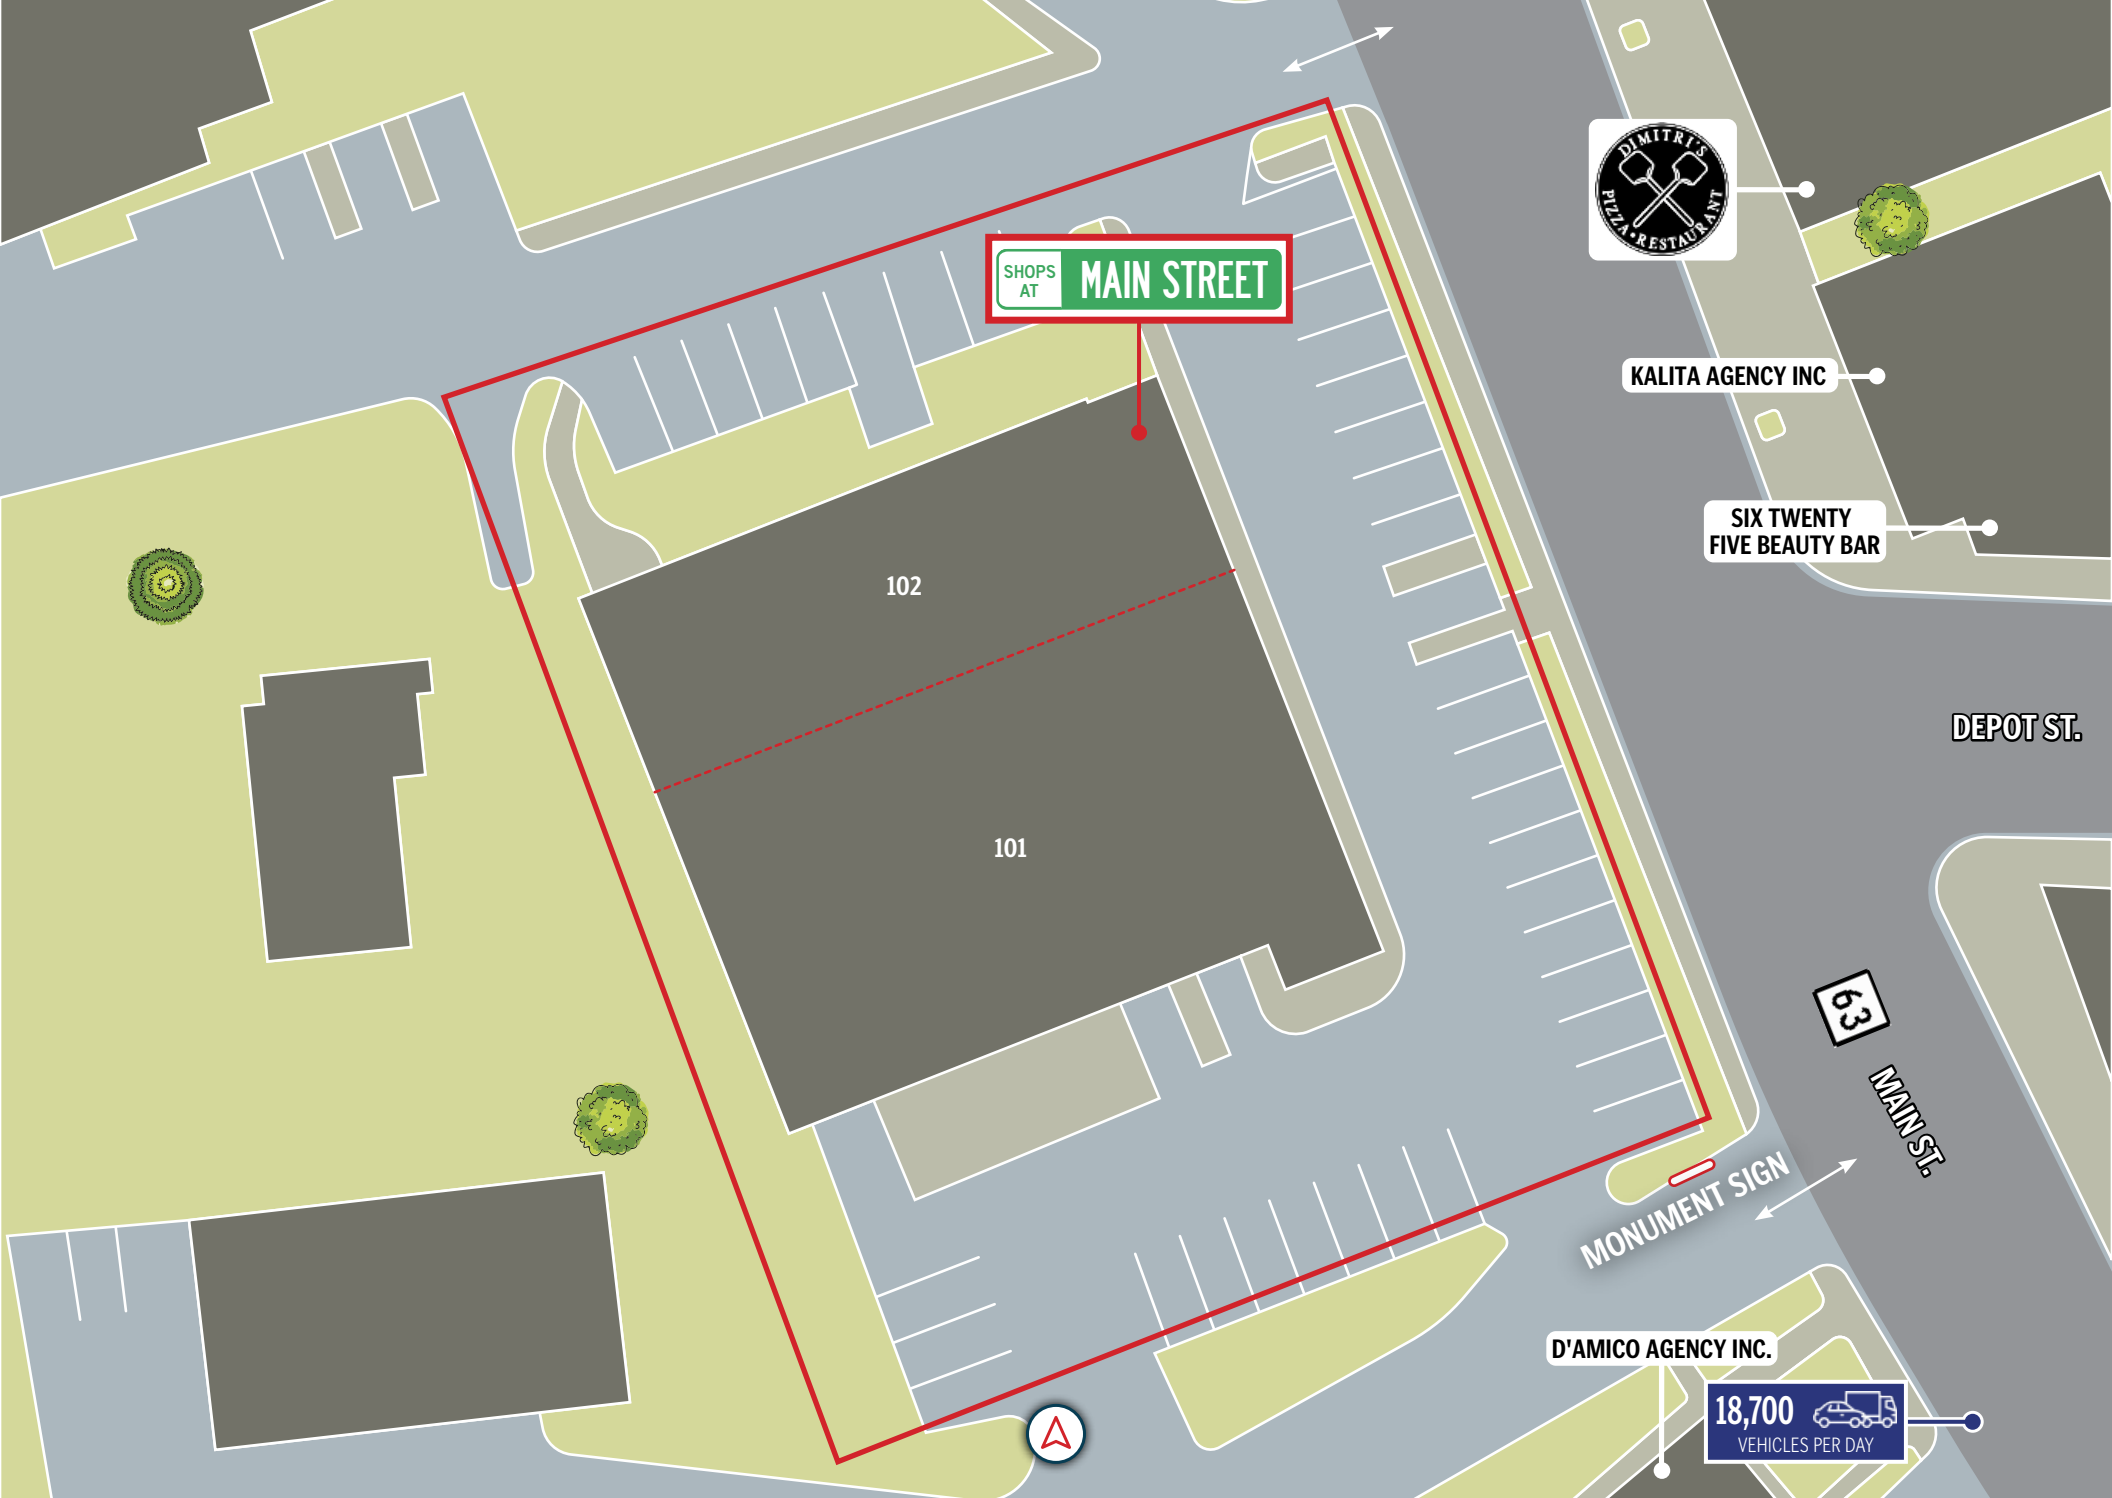 DIMITRI'S
PIZZA • RESTAURANT
SHOPS
AT
MAIN STREET
KALITA AGENCY INC
SIX TWENTY
FIVE BEAUTY BAR
102
DEPOT ST.
101
63
MAIN ST.
MONUMENT SIGN
D'AMICO AGENCY INC.
18,700
VEHICLES PER DAY